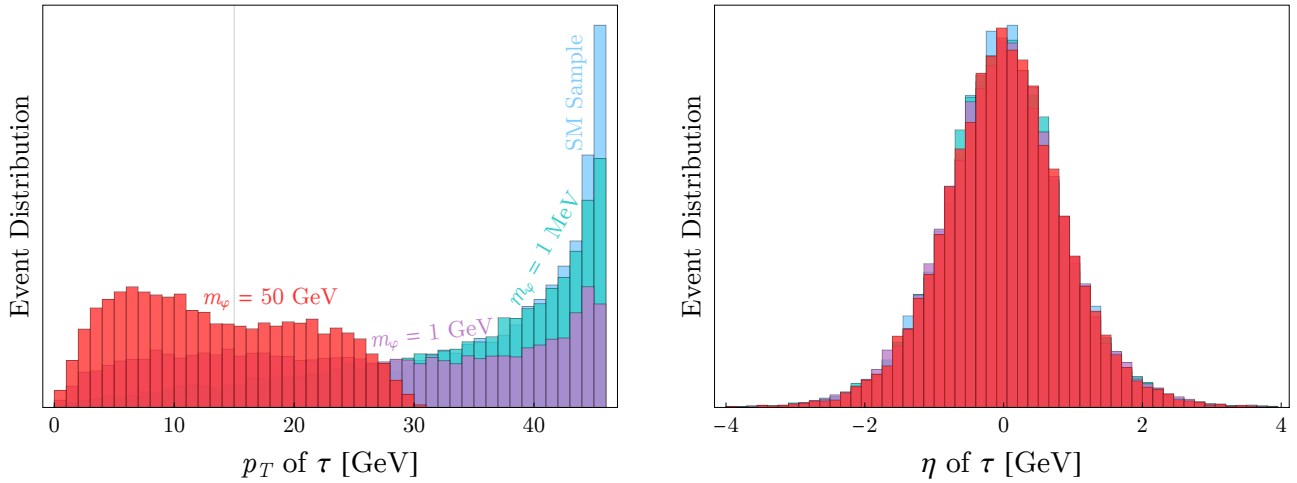 Event Distribution
SM Sample
m_φ = 1 MeV
m_φ = 50 GeV
m_φ = 1 GeV
0 10 20 30 40
p_T of τ [GeV]
Event Distribution
−4 −2 0 2 4
η of τ [GeV]